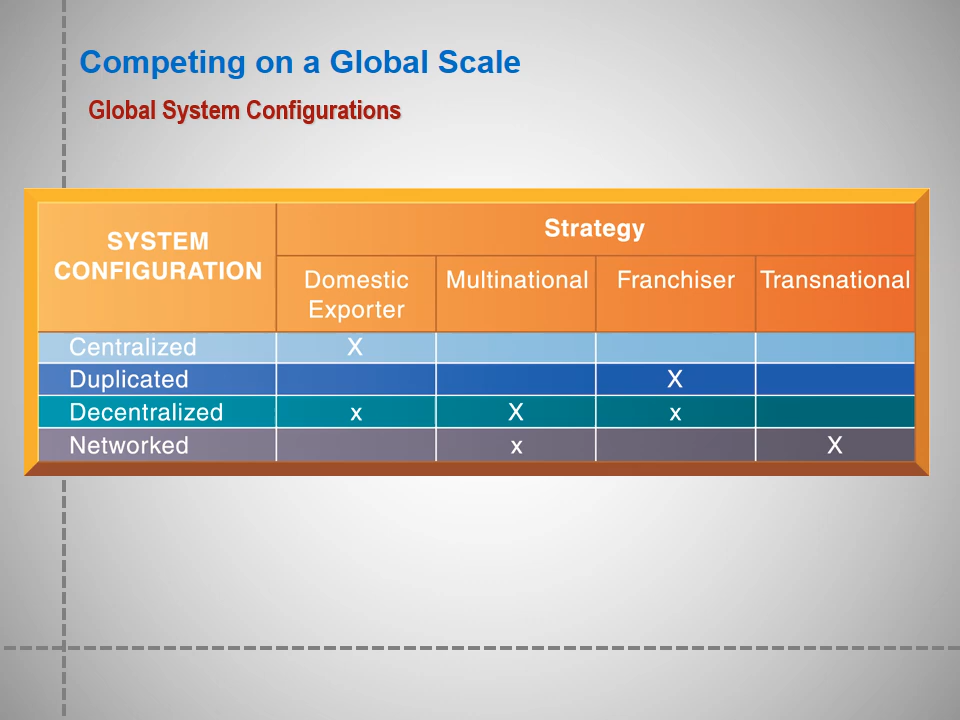 Competing on a Global Scale
Global System Configurations
SYSTEM
CONFIGURATION
Strategy
Domestic
Exporter
Multinational
Franchiser
Transnational
Centralized X
Duplicated X
Decentralized x X x
Networked x X